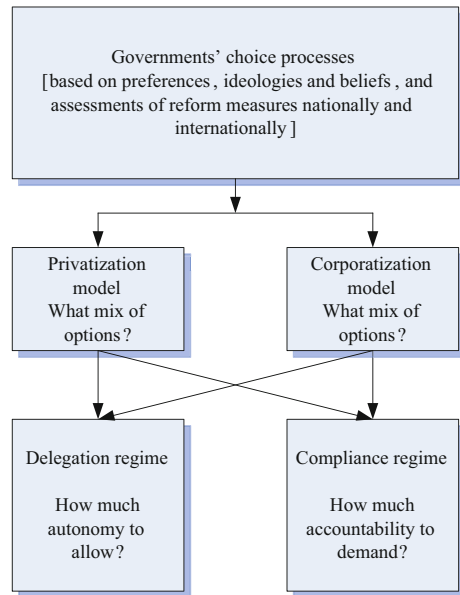 Governments’ choice processes
[based on preferences, ideologies and beliefs, and
assessments of reform measures nationally and
internationally]
Privatization
model
What mix of
options?
Corporatization
model
What mix of
options?
Delegation regime
How much
autonomy to
allow?
Compliance regime
How much
accountability to
demand?